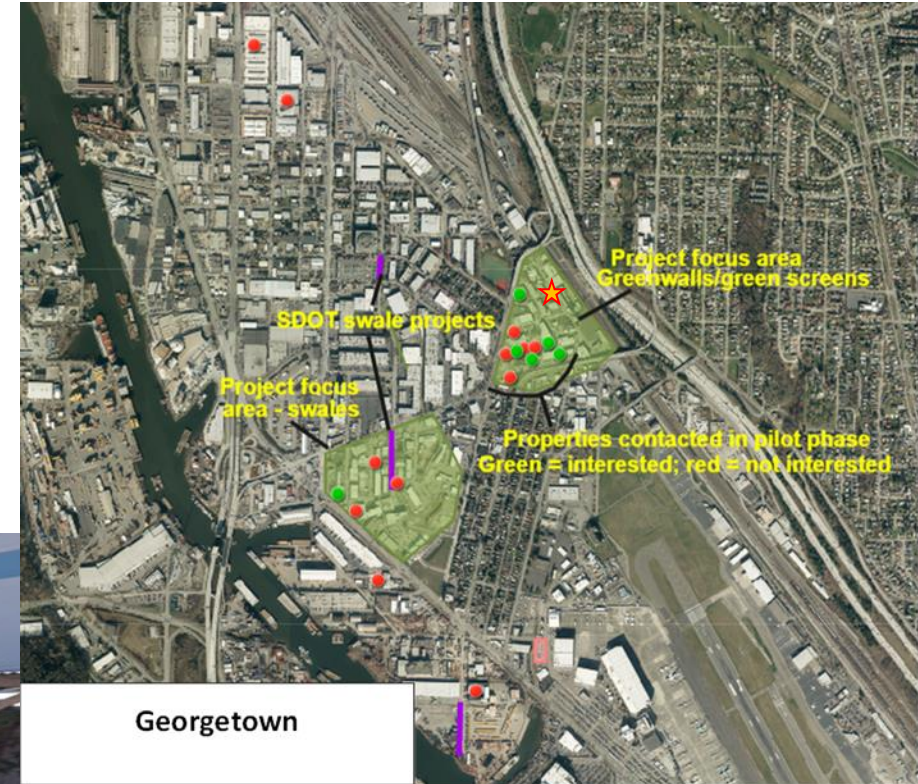 Project focus area
Greenwalls/green screens
SDOT swale projects
Project focus
area - swales
Properties contacted in pilot phase
Green = interested; red = not interested
Georgetown